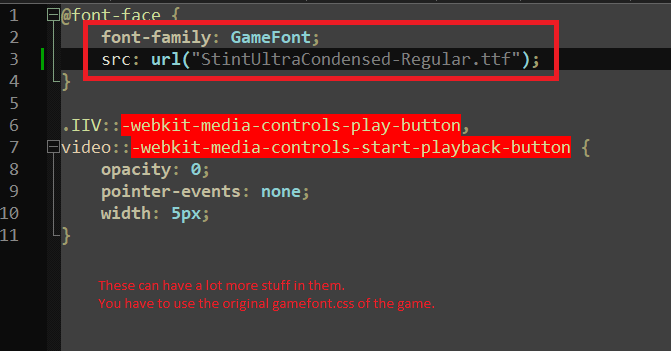 1 @font-face {
2 font-family: GameFont;
3 src: url("StintUltraCondensed-Regular.ttf");
4 }
5
6 .IIV::-webkit-media-controls-play-button,
7 video::-webkit-media-controls-start-playback-button {
8 opacity: 0;
9 pointer-events: none;
10 width: 5px;
11 }
These can have a lot more stuff in them.
You have to use the original gamefont.css of the game.